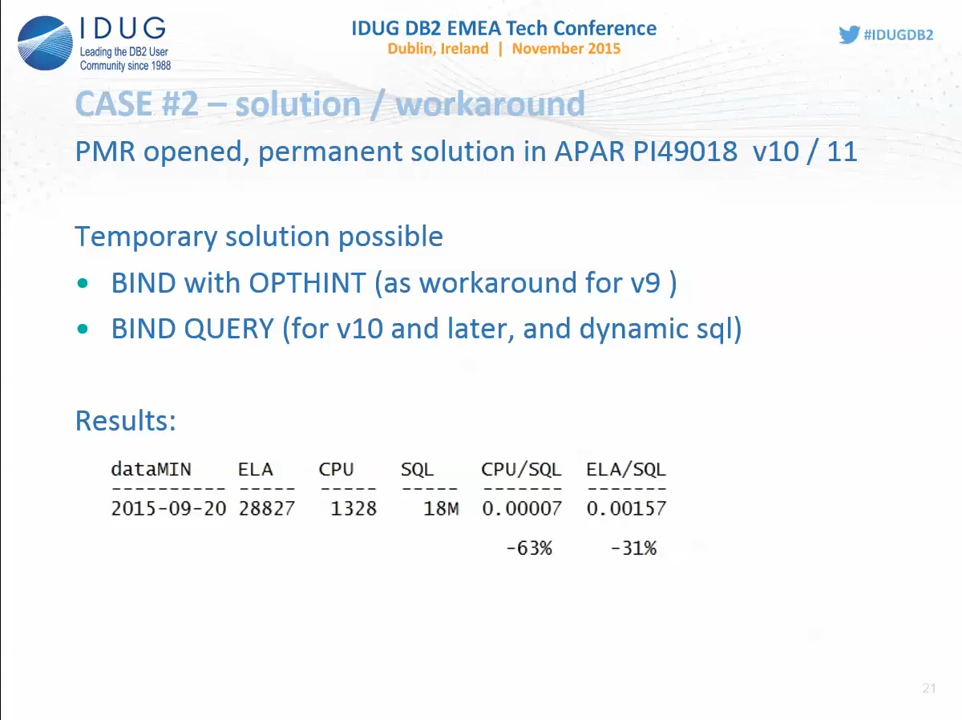 IDUG
Leading the DB2 User
Community since 1988
IDUG DB2 EMEA Tech Conference
Dublin, Ireland | November 2015
#IDUGDB2
CASE #2 – solution / workaround
PMR opened, permanent solution in APAR PI49018 v10 / 11
Temporary solution possible
• BIND with OPTHINT (as workaround for v9 )
• BIND QUERY (for v10 and later, and dynamic sql)
Results:
dataMIN ELA CPU SQL CPU/SQL ELA/SQL
---------- ----- ----- ----- ------- -------
2015-09-20 28827 1328 18M 0.00007 0.00157
-63% -31%
21